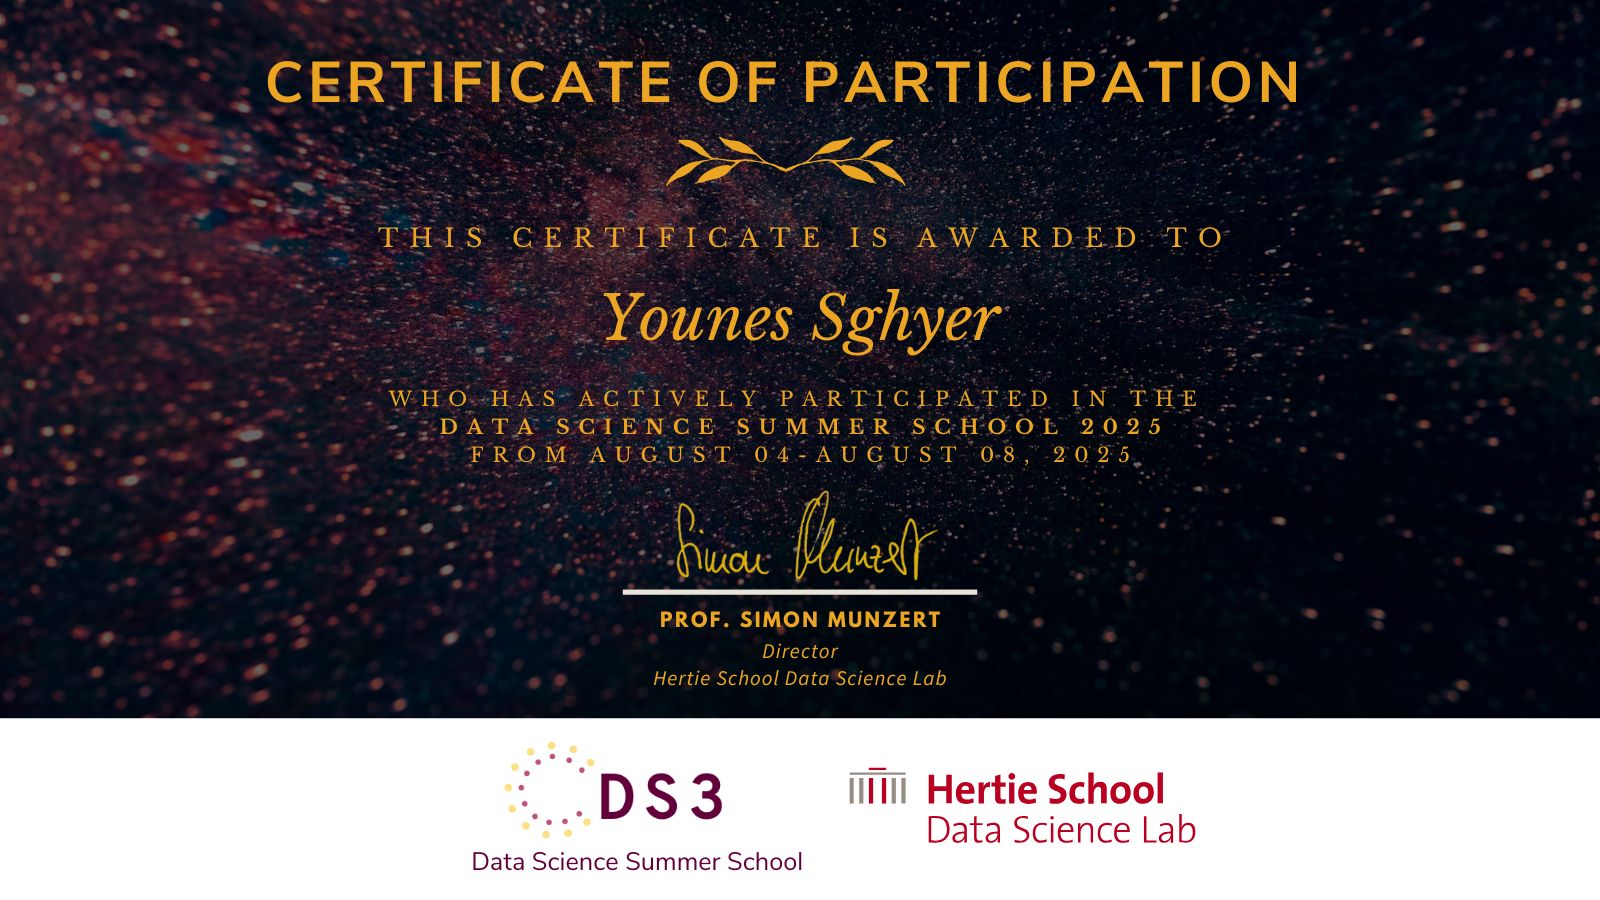 CERTIFICATE OF PARTICIPATION
THIS CERTIFICATE IS AWARDED TO
Younes Sghyer
WHO HAS ACTIVELY PARTICIPATED IN THE
DATA SCIENCE SUMMER SCHOOL 2025
FROM AUGUST 04-AUGUST 08, 2025
Simon Munzert
PROF. SIMON MUNZERT
Director
Hertie School Data Science Lab
DS3
Data Science Summer School
Hertie School
Data Science Lab